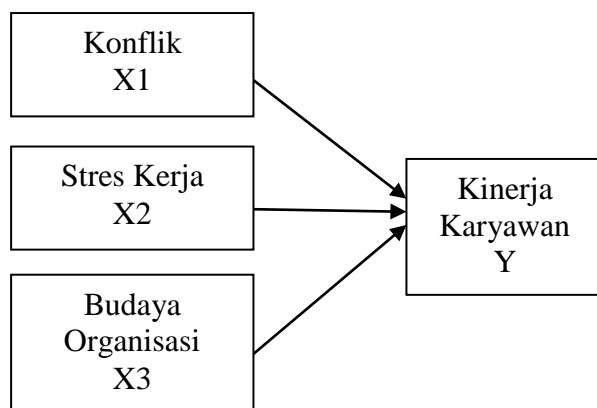 Konflik
X1
Stres Kerja
X2
Budaya
Organisasi
X3
Kinerja
Karyawan
Y